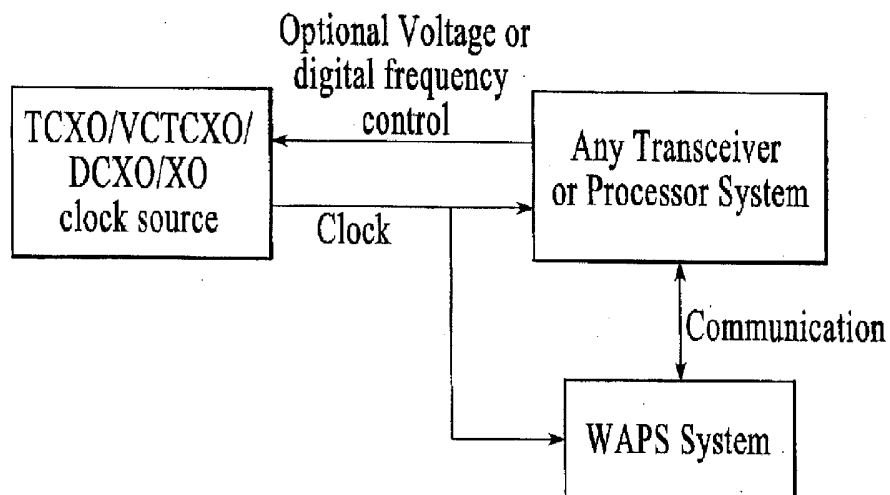 Optional Voltage or
digital frequency
control
TCXO/VCTCXO/
DCXO/XO
clock source
Any Transceiver
or Processor System
Clock
Communication
WAPS System